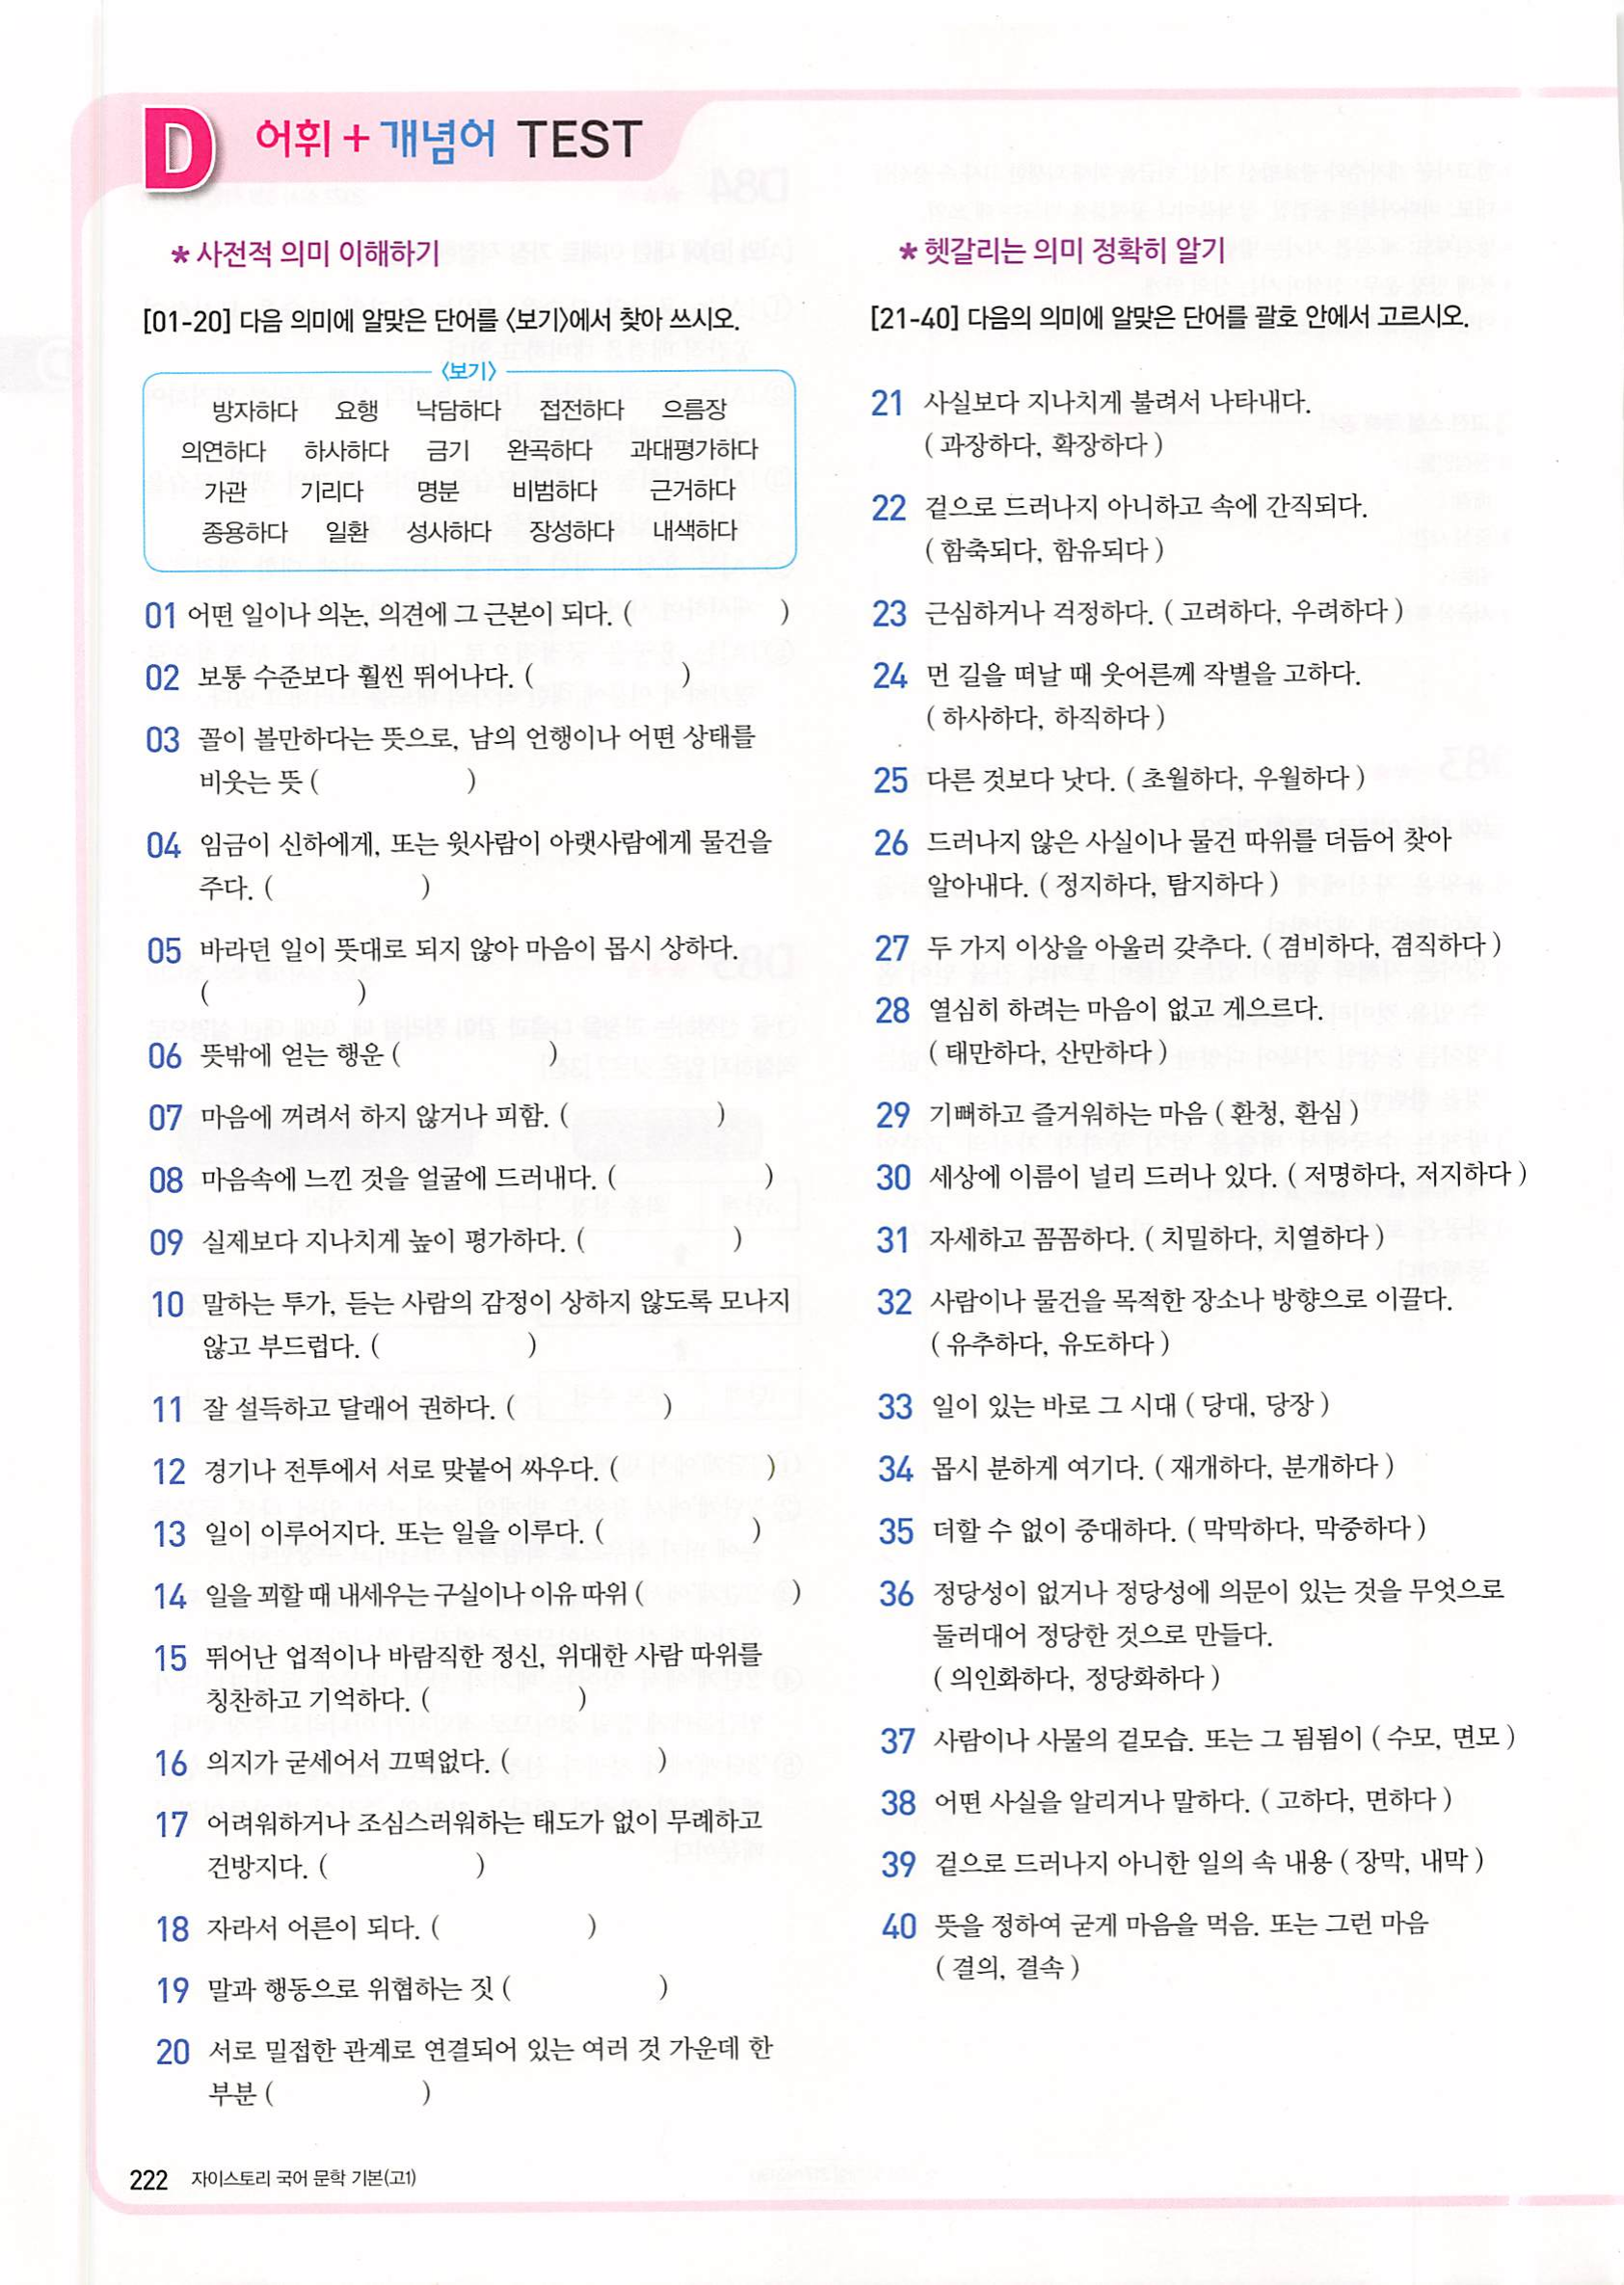 D 어휘 + 개념어 TEST
* 사전적 의미 이해하기
[01-20] 다음 의미에 알맞은 단어를 <보기>에서 찾아 쓰시오.
<보기>
방자하다 요행 낙담하다 접전하다 으름장
의연하다 하사하다 금기 완곡하다 과대평가하다
가관 기리다 명분 비범하다 근거하다
종용하다 일환 성사하다 장성하다 내색하다
01 어떤 일이나 의논, 의견에 그 근본이 되다. ( )
02 보통 수준보다 훨씬 뛰어나다. ( )
03 꼴이 볼만하다는 뜻으로, 남의 언행이나 어떤 상태를
비웃는 뜻 ( )
04 임금이 신하에게, 또는 윗사람이 아랫사람에게 물건을
주다. ( )
05 바라던 일이 뜻대로 되지 않아 마음이 몹시 상하다.
( )
06 뜻밖에 얻는 행운 ( )
07 마음에 꺼려서 하지 않거나 피함. ( )
08 마음속에 느낀 것을 얼굴에 드러내다. ( )
09 실제보다 지나치게 높이 평가하다. ( )
10 말하는 투가, 듣는 사람의 감정이 상하지 않도록 모나지
않고 부드럽다. ( )
11 잘 설득하고 달래어 권하다. ( )
12 경기나 전투에서 서로 맞붙어 싸우다. ( )
13 일이 이루어지다. 또는 일을 이루다. ( )
14 일을 꾀할 때 내세우는 구실이나 이유 따위 ( )
15 뛰어난 업적이나 바람직한 정신, 위대한 사람 따위를
칭찬하고 기억하다. ( )
16 의지가 굳세어서 끄떡없다. ( )
17 어려워하거나 조심스러워하는 태도가 없이 무례하고
건방지다. ( )
18 자라서 어른이 되다. ( )
19 말과 행동으로 위협하는 짓 ( )
20 서로 밀접한 관계로 연결되어 있는 여러 것 가운데 한
부분 ( )
* 헷갈리는 의미 정확히 알기
[21-40] 다음의 의미에 알맞은 단어를 괄호 안에서 고르시오.
21 사실보다 지나치게 불려서 나타내다.
( 과장하다, 확장하다 )
22 겉으로 드러나지 아니하고 속에 간직되다.
( 함축되다, 함유되다 )
23 근심하거나 걱정하다. ( 고려하다, 우려하다 )
24 먼 길을 떠날 때 웃어른께 작별을 고하다.
( 하사하다, 하직하다 )
25 다른 것보다 낫다. ( 초월하다, 우월하다 )
26 드러나지 않은 사실이나 물건 따위를 더듬어 찾아
알아내다. ( 정지하다, 탐지하다 )
27 두 가지 이상을 아울러 갖추다. ( 겸비하다, 겸직하다 )
28 열심히 하려는 마음이 없고 게으르다.
( 태만하다, 산만하다 )
29 기뻐하고 즐거워하는 마음 ( 환청, 환심 )
30 세상에 이름이 널리 드러나 있다. ( 저명하다, 저지하다 )
31 자세하고 꼼꼼하다. ( 치밀하다, 치열하다 )
32 사람이나 물건을 목적한 장소나 방향으로 이끌다.
( 유추하다, 유도하다 )
33 일이 있는 바로 그 시대 ( 당대, 당장 )
34 몹시 분하게 여기다. ( 재개하다, 분개하다 )
35 더할 수 없이 중대하다. ( 막막하다, 막중하다 )
36 정당성이 없거나 정당성에 의문이 있는 것을 무엇으로
둘러대어 정당한 것으로 만들다.
( 의인화하다, 정당화하다 )
37 사람이나 사물의 겉모습. 또는 그 됨됨이 ( 수모, 면모 )
38 어떤 사실을 알리거나 말하다. ( 고하다, 면하다 )
39 겉으로 드러나지 아니한 일의 속 내용 ( 장막, 내막 )
40 뜻을 정하여 굳게 마음을 먹음. 또는 그런 마음
( 결의, 결속 )
222 자이스토리 국어 문학 기본(고1)